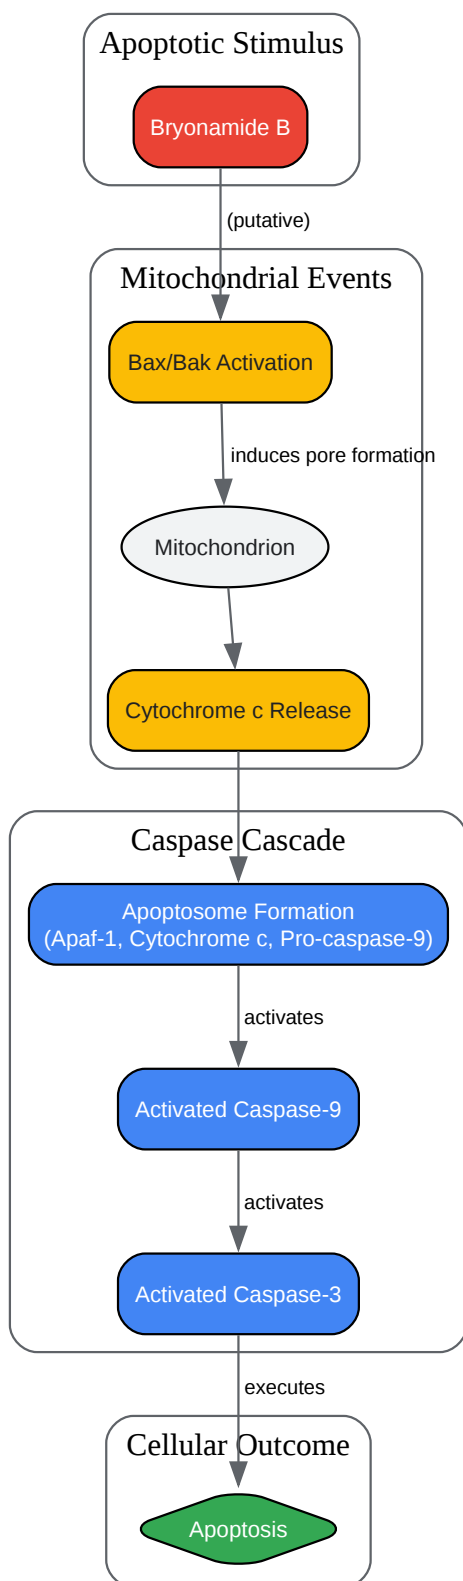 Apoptotic Stimulus
Bryonamide B
(putative)
Mitochondrial Events
Bax/Bak Activation
induces pore formation
Mitochondrion
Cytochrome c Release
Caspase Cascade
Apoptosome Formation
(Apaf-1, Cytochrome c, Pro-caspase-9)
activates
Activated Caspase-9
activates
Activated Caspase-3
executes
Cellular Outcome
Apoptosis